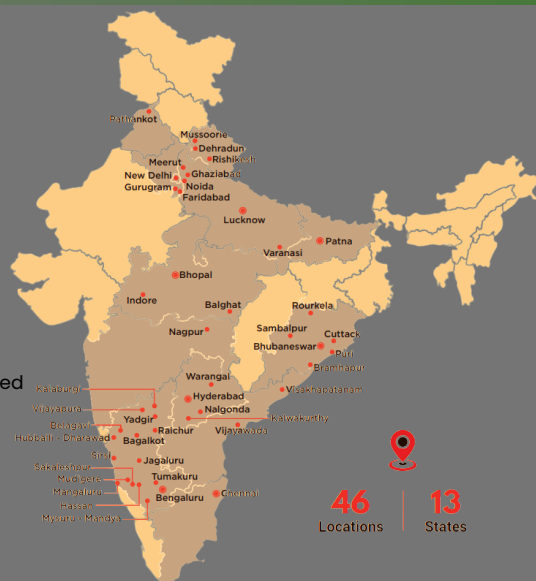 Pathankot
Mussoorie
Dehradun
Rishikesh
Meerut
Ghaziabad
New Delhi
Noida
Gurugram
Faridabad
Lucknow
Patna
Varanasi
Bhopal
Indore
Balghat
Rourkela
Nagpur
Sambalpur
Cuttack
Bhubaneswar
Puri
Bramhapur
Warangal
ed
Kalaburgi
Visakhapatanam
Hyderabad
Vijayapura
Nalgonda
Yadgir
Kalwakurthy
Belagavi
Raichur
Vijayawada
Hubballi - Dharawad
Bagalkot
Sirsi
Jagaluru
Sakaleshpur
Mudigere
Tumakuru
Mangaluru
Bengaluru
Chennai
Hassan
Mysuru - Mandya
46
Locations
13
States